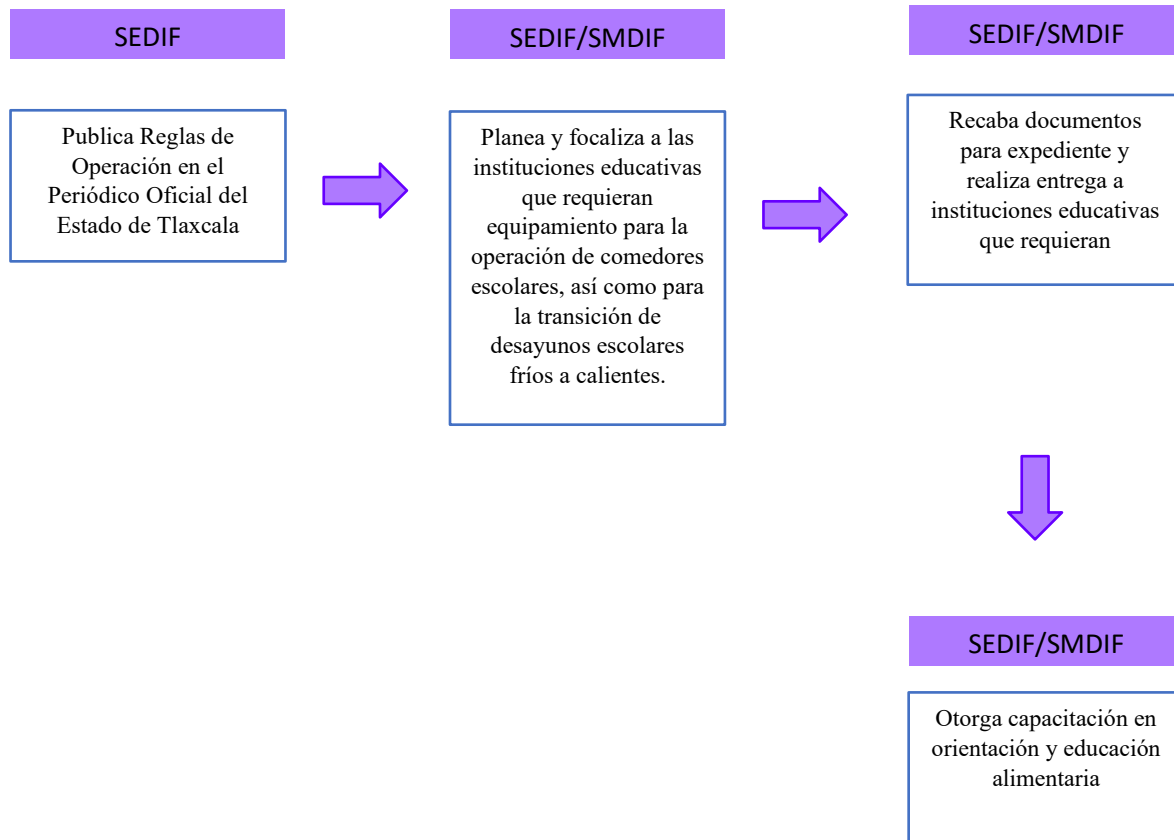 SEDIF
Publica Reglas de
Operación en el
Periódico Oficial del
Estado de Tlaxcala
SEDIF/SMDIF
Planea y focaliza a las
instituciones educativas
que requieran
equipamiento para la
operación de comedores
escolares, así como para
la transición de
desayunos escolares
fríos a calientes.
SEDIF/SMDIF
Recaba documentos
para expediente y
realiza entrega a
instituciones educativas
que requieran
SEDIF/SMDIF
Otorga capacitación en
orientación y educación
alimentaria